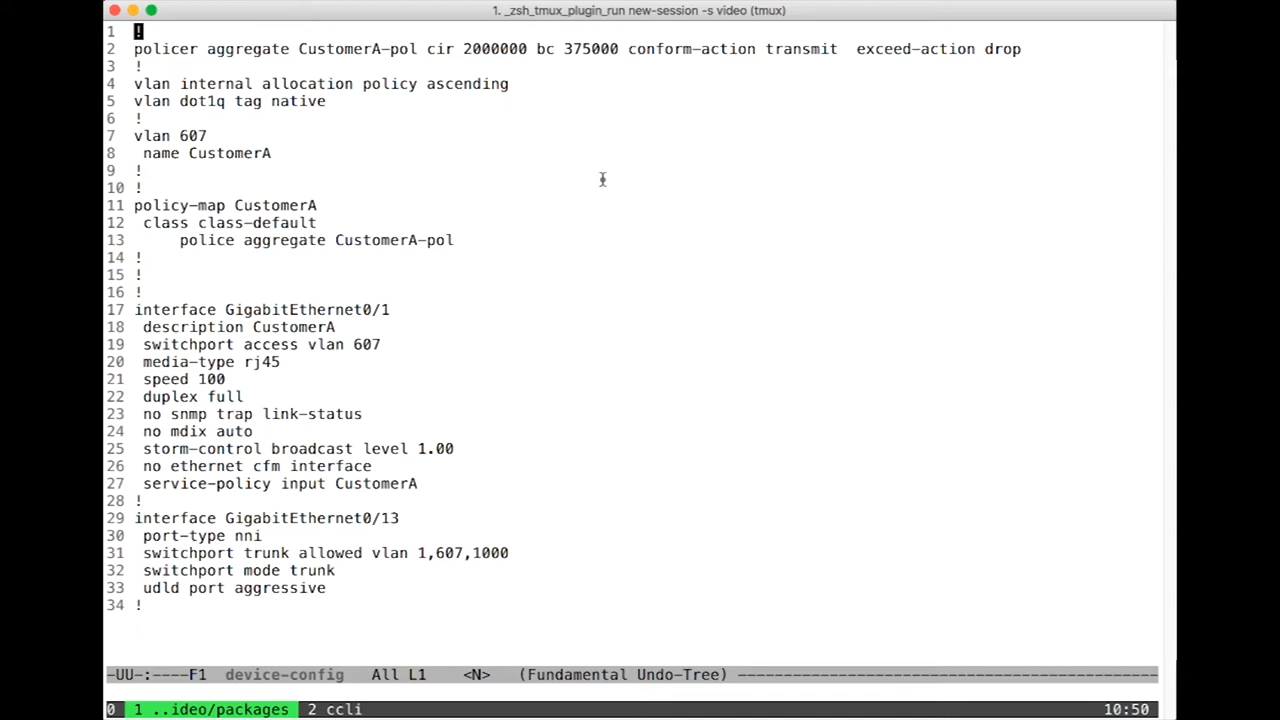 1. _zsh_tmux_plugin_run new-session -s video (tmux)
1 !
2 policer aggregate CustomerA-pol cir 2000000 bc 375000 conform-action transmit  exceed-action drop
3 !
4 vlan internal allocation policy ascending
5 vlan dot1q tag native
6 !
7 vlan 607
8  name CustomerA
9 !
10 !
11 policy-map CustomerA
12  class class-default
13      police aggregate CustomerA-pol
14 !
15 !
16 !
17 interface GigabitEthernet0/1
18  description CustomerA
19  switchport access vlan 607
20  media-type rj45
21  speed 100
22  duplex full
23  no snmp trap link-status
24  no mdix auto
25  storm-control broadcast level 1.00
26  no ethernet cfm interface
27  service-policy input CustomerA
28 !
29 interface GigabitEthernet0/13
30  port-type nni
31  switchport trunk allowed vlan 1,607,1000
32  switchport mode trunk
33  udld port aggressive
34 !
-UU-:----F1  device-config   All L1   <N>   (Fundamental Undo-Tree) ----------------------------------------------
0  1 ..ideo/packages  2 ccli 10:50